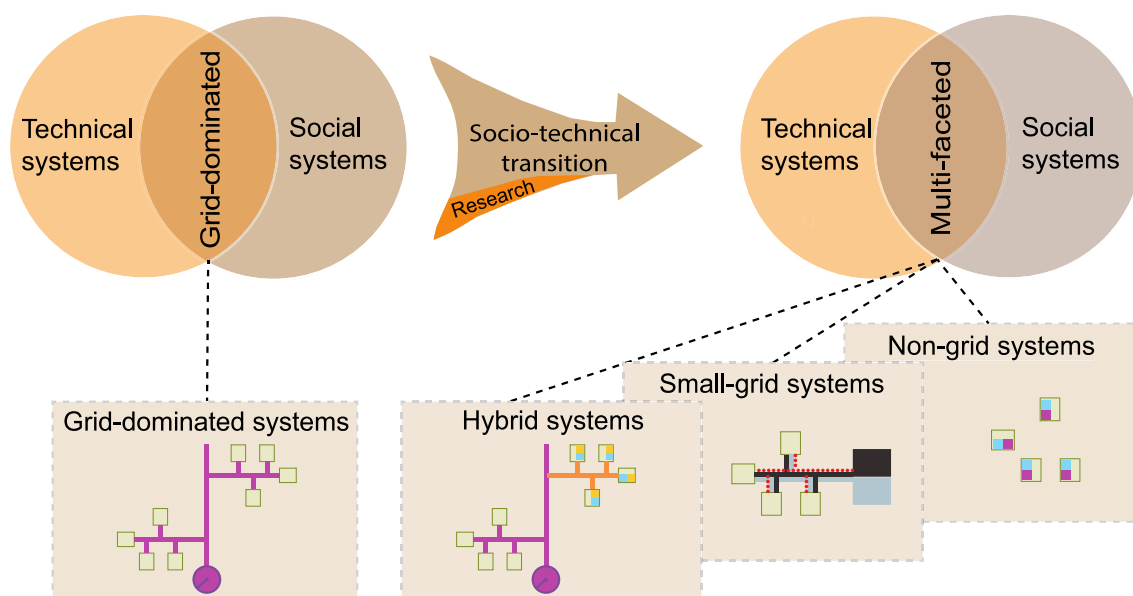 Technical
systems
Grid-dominated
Social
systems
Socio-technical
transition
Research
Technical
systems
Multi-faceted
Social
systems
Grid-dominated systems
Hybrid systems
Small-grid systems
Non-grid systems